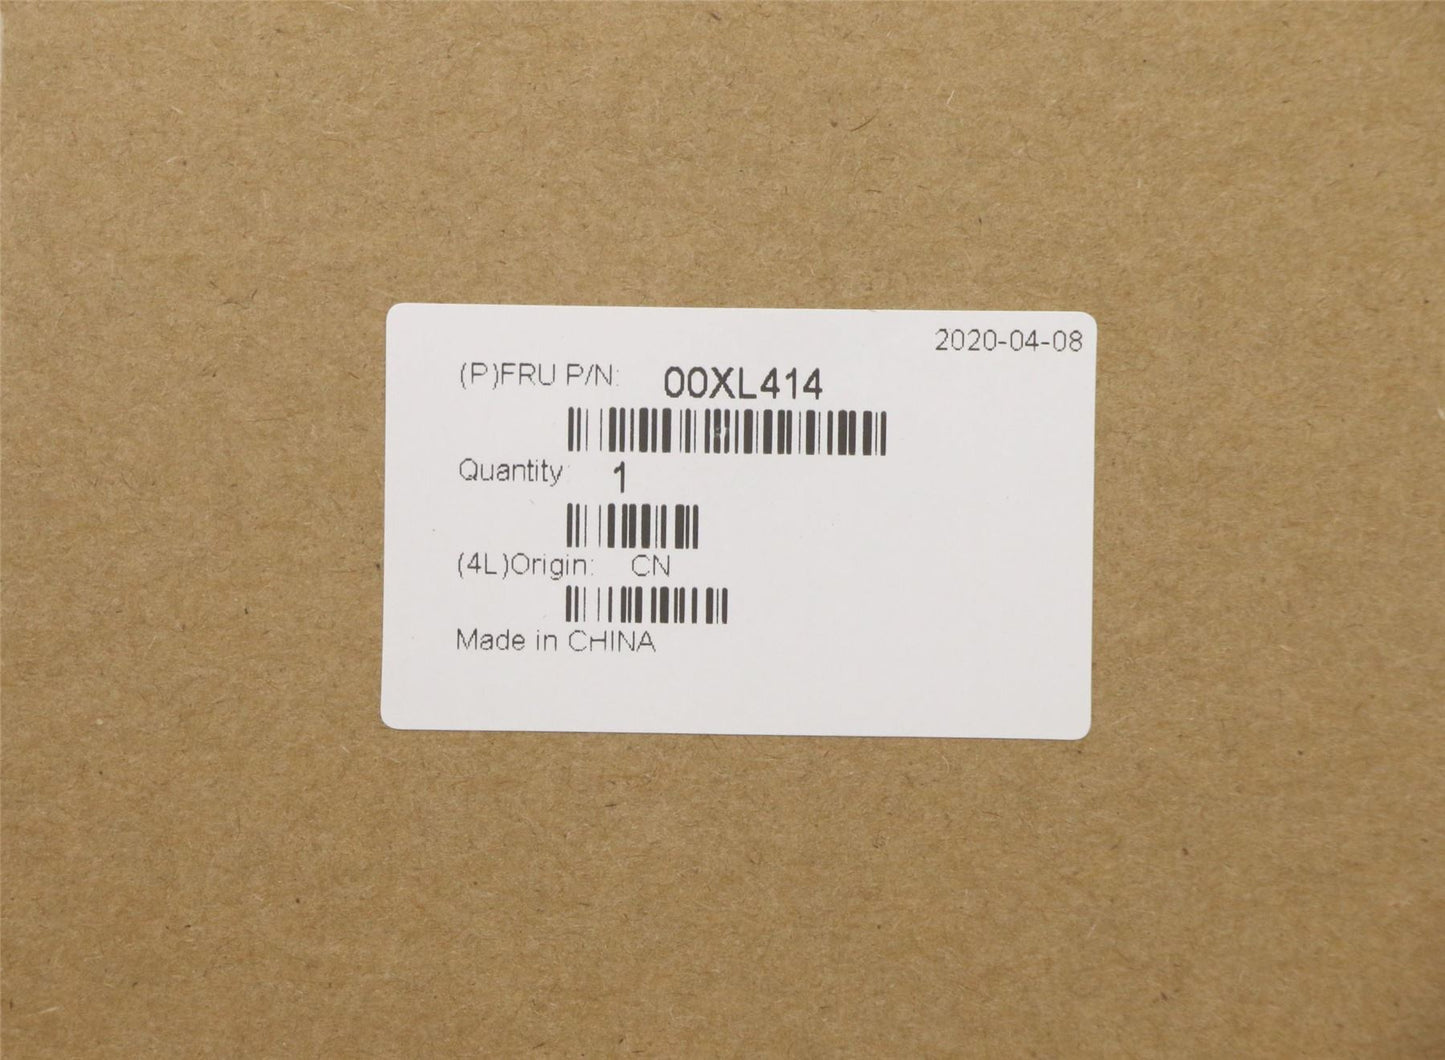 2020-04-08
(P)FRU P/N: 00XL414
Quantity: 1
(4L)Origin: CN
Made in CHINA